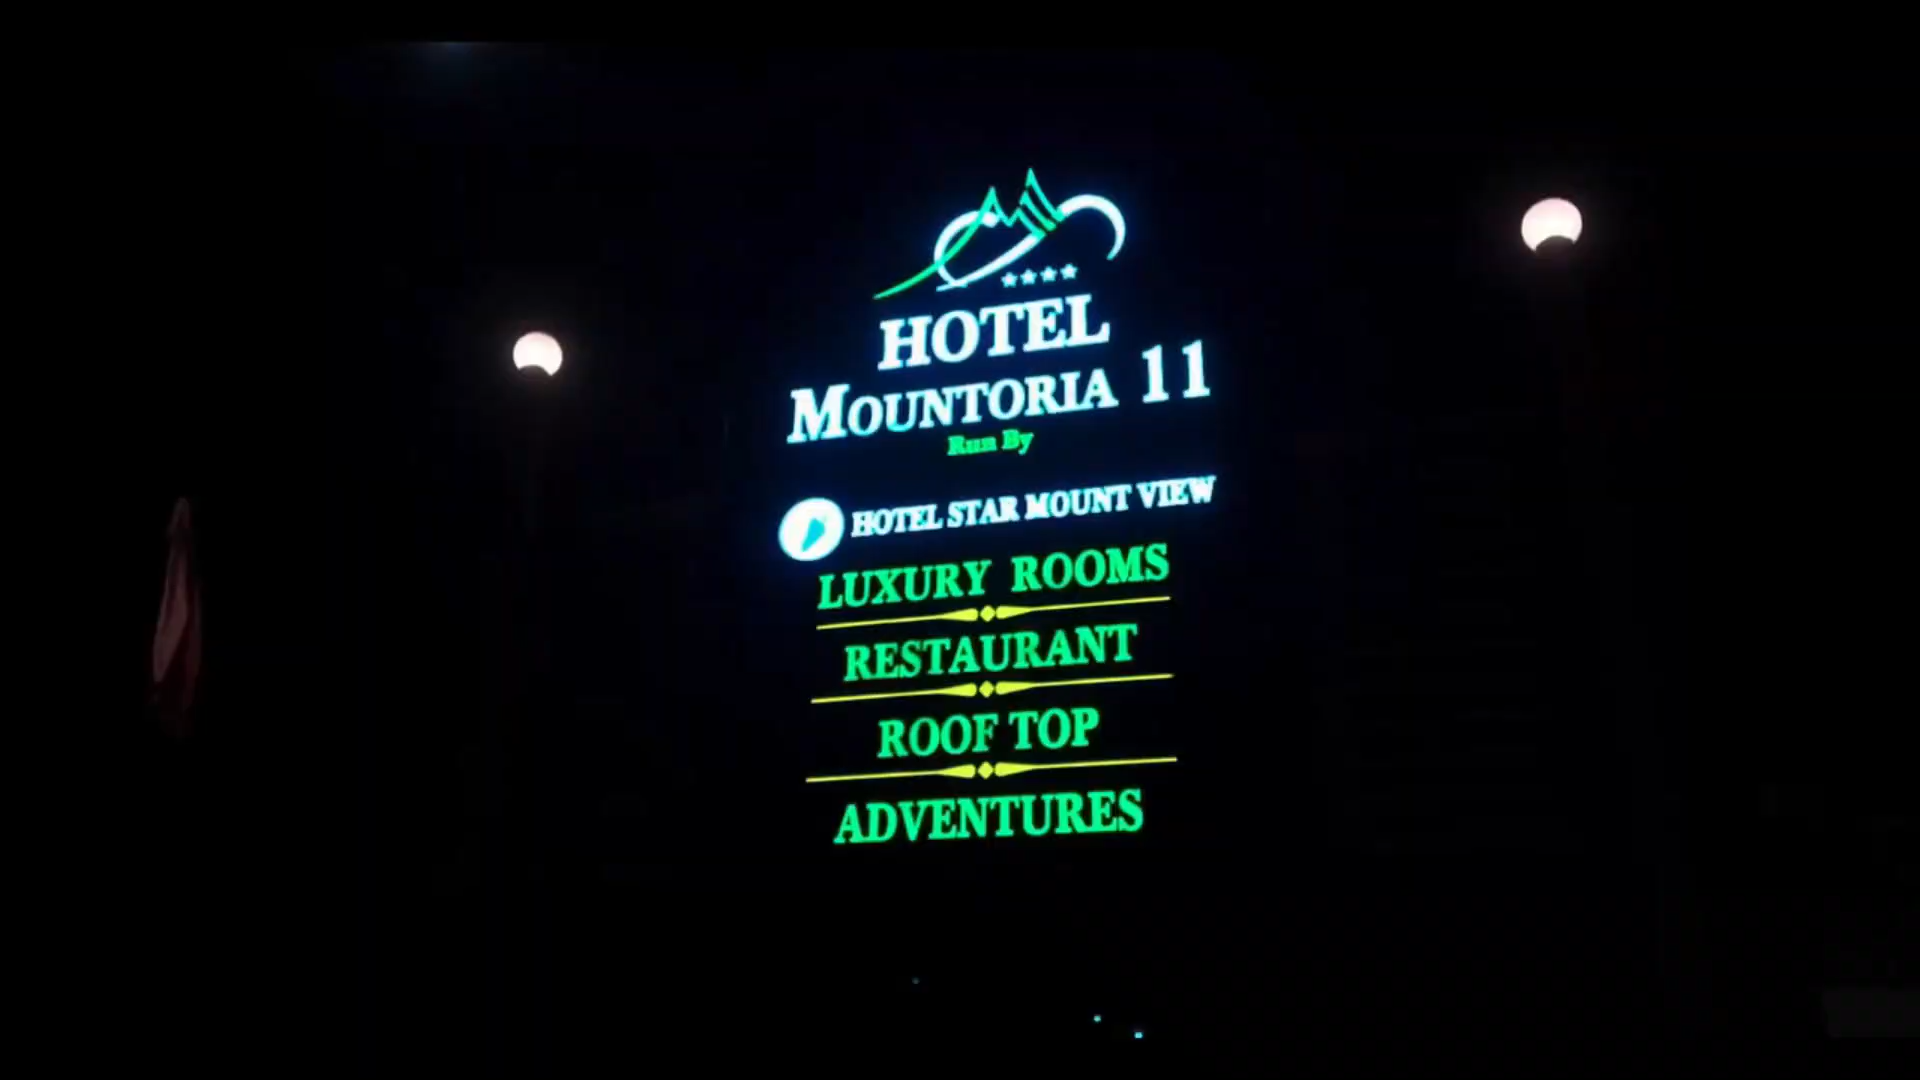 HOTEL
MOUNTORIA 11
Run By
HOTEL STAR MOUNT VIEW
LUXURY ROOMS
RESTAURANT
ROOF TOP
ADVENTURES